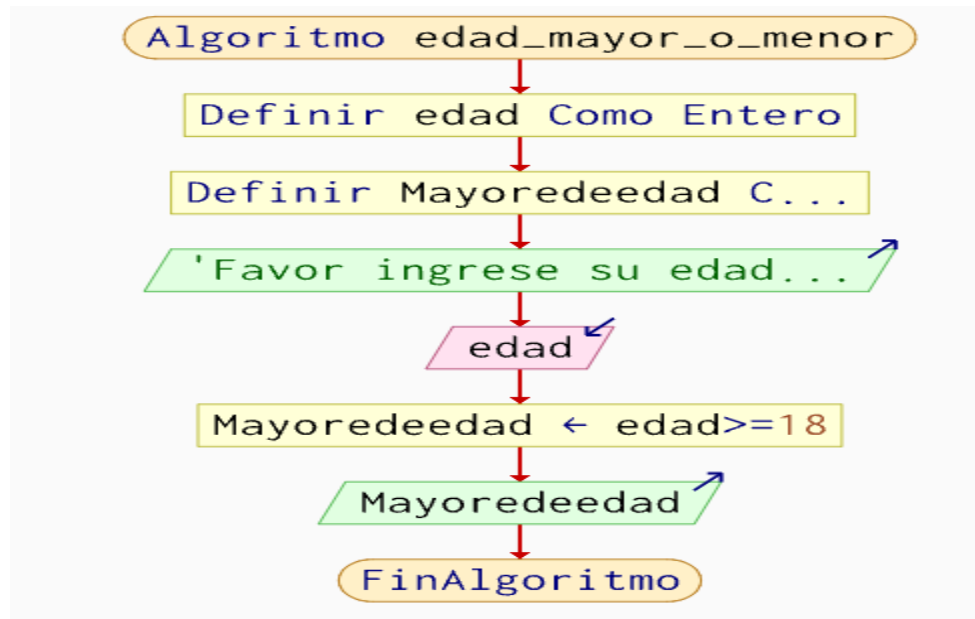 Algoritmo edad_mayor_o_menor
Definir edad Como Entero
Definir Mayoredeedad C...
'Favor ingrese su edad...
edad
Mayoredeedad ← edad>=18
Mayoredeedad
FinAlgoritmo